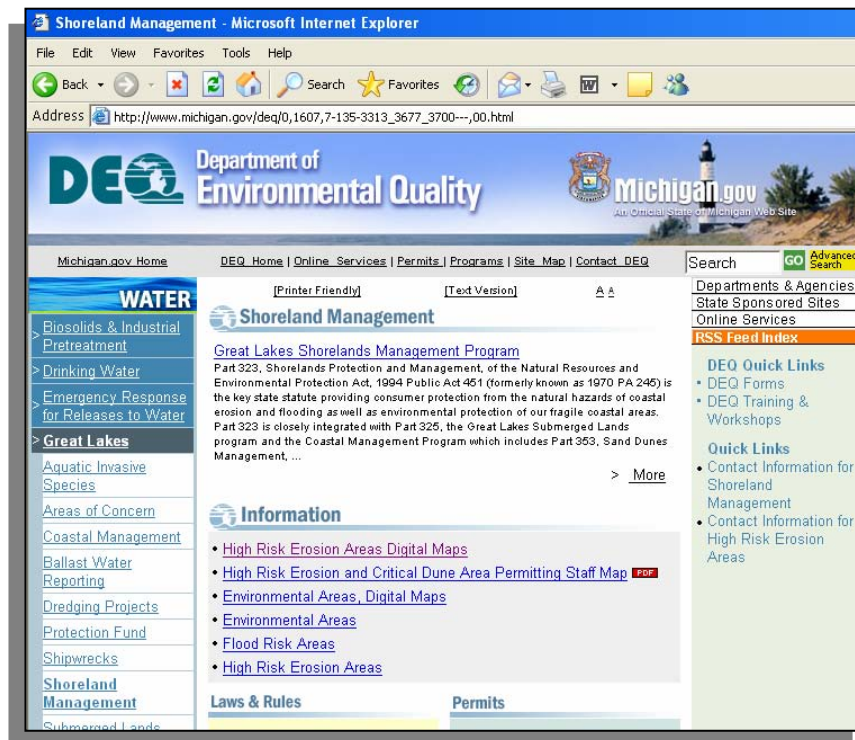 Shoreland Management - Microsoft Internet Explorer
File Edit View Favorites Tools Help
Back Search Favorites
Address http://www.michigan.gov/deq/0,1607,7-135-3313_3677_3700---,00.html
DEQ Department of
Environmental Quality
Michigan.gov
An Official State of Michigan Web Site
Michigan.gov Home
DEQ Home | Online Services | Permits | Programs | Site Map | Contact DEQ
Search GO Advanced
Search
WATER
> Biosolids & Industrial
Pretreatment
> Drinking Water
> Emergency Response
for Releases to Water
> Great Lakes
Aquatic Invasive
Species
Areas of Concern
Coastal Management
Ballast Water
Reporting
Dredging Projects
Protection Fund
Shipwrecks
Shoreland
Management
Submerged Lands
[Printer Friendly] [Text Version] A A
Shoreland Management
Great Lakes Shorelands Management Program
Part 323, Shorelands Protection and Management, of the Natural Resources and
Environmental Protection Act, 1994 Public Act 451 (formerly known as 1970 PA 245) is
the key state statute providing consumer protection from the natural hazards of coastal
erosion and flooding as well as environmental protection of our fragile coastal areas.
Part 323 is closely integrated with Part 325, the Great Lakes Submerged Lands
program and the Coastal Management Program which includes Part 353, Sand Dunes
Management, ...
> More
Information
• High Risk Erosion Areas Digital Maps
• High Risk Erosion and Critical Dune Area Permitting Staff Map PDF
• Environmental Areas, Digital Maps
• Environmental Areas
• Flood Risk Areas
• High Risk Erosion Areas
Laws & Rules
Permits
Departments & Agencies
State Sponsored Sites
Online Services
RSS Feed Index
DEQ Quick Links
• DEQ Forms
• DEQ Training &
Workshops
Quick Links
• Contact Information for
Shoreland
Management
• Contact Information for
High Risk Erosion
Areas